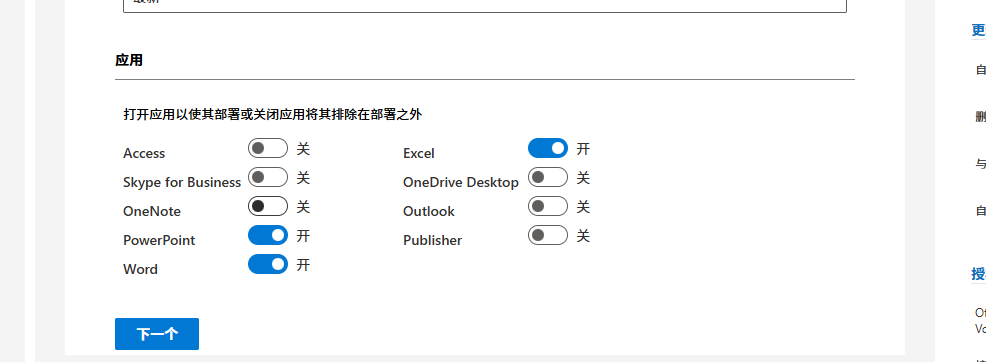 最新
应用
打开应用以使其部署或关闭应用将其排除在部署之外
Access 关 Excel 开
Skype for Business 关 OneDrive Desktop 关
OneNote 关 Outlook 关
PowerPoint 开 Publisher 关
Word 开
下一个
更
自
删
与
自
授
Of
Vo